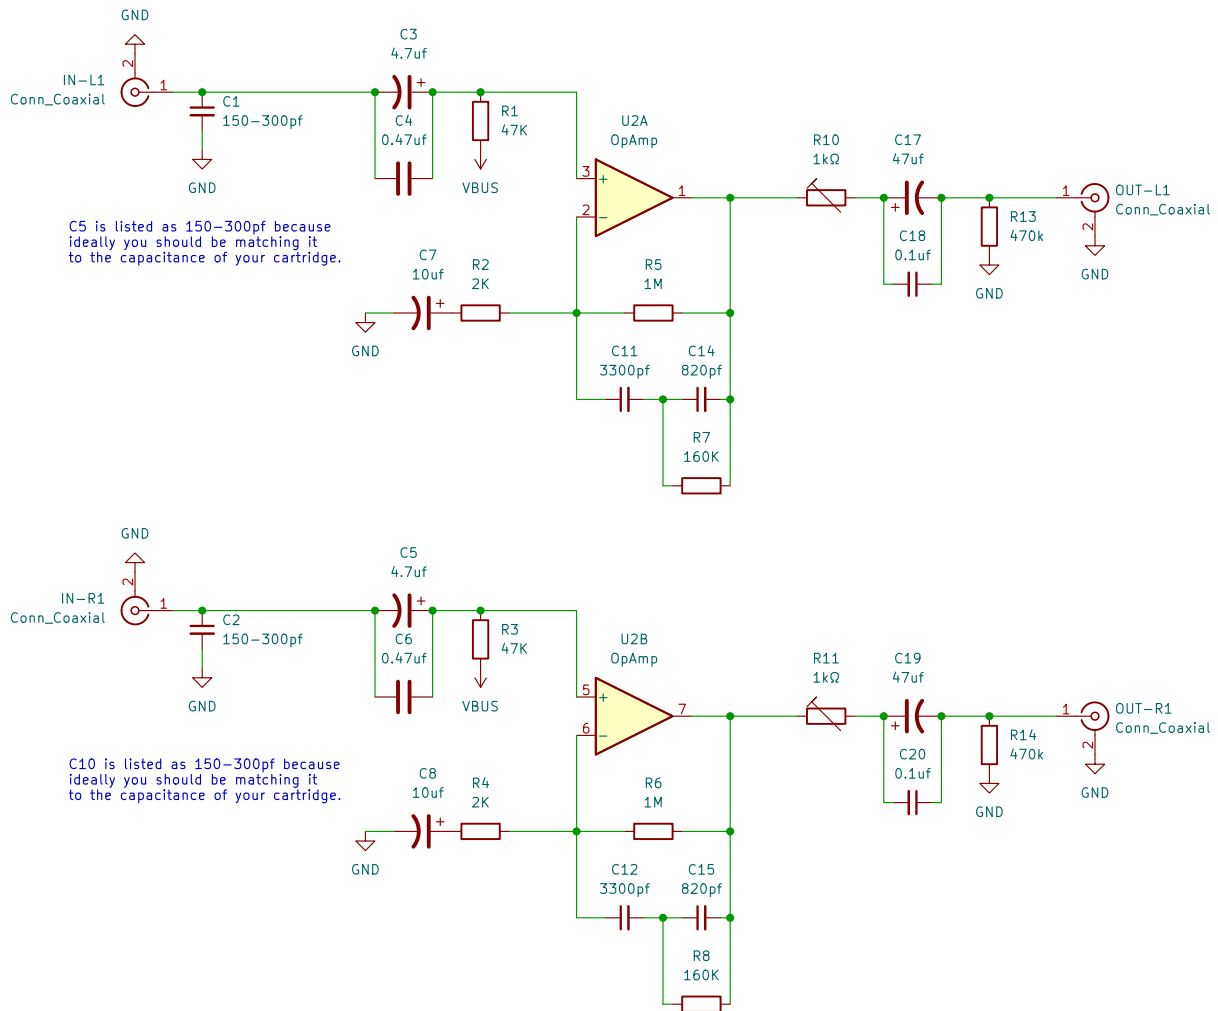 GND
2
IN-L1
Conn_Coaxial
1
C1
150-300pf
GND
C3
4.7uf
+
C4
0.47uf
R1
47K
VBUS
U2A
OpAmp
3
+
2
−
1
R10
1kΩ
C17
47uf
+
C18
0.1uf
R13
470k
GND
1
OUT-L1
Conn_Coaxial
2
GND
C5 is listed as 150-300pf because
ideally you should be matching it
to the capacitance of your cartridge.
C7
10uf
+
GND
R2
2K
R5
1M
C11
3300pf
C14
820pf
R7
160K
GND
2
IN-R1
Conn_Coaxial
1
C2
150-300pf
GND
C5
4.7uf
+
C6
0.47uf
R3
47K
VBUS
U2B
OpAmp
5
+
6
−
7
R11
1kΩ
C19
47uf
+
C20
0.1uf
R14
470k
GND
1
OUT-R1
Conn_Coaxial
2
GND
C10 is listed as 150-300pf because
ideally you should be matching it
to the capacitance of your cartridge.
C8
10uf
+
GND
R4
2K
R6
1M
C12
3300pf
C15
820pf
R8
160K